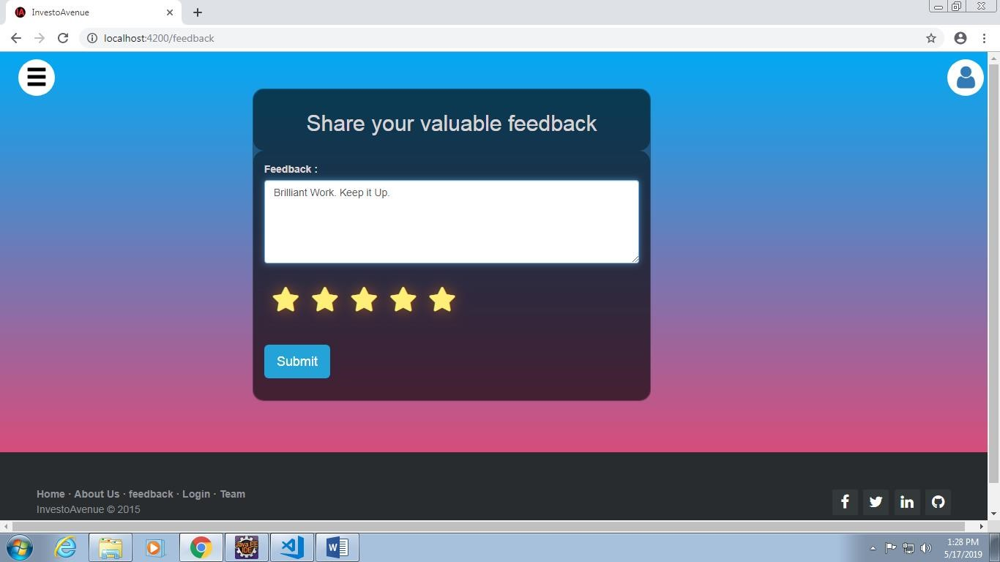 IA InvestoAvenue
localhost:4200/feedback
Share your valuable feedback
Feedback :
Brilliant Work. Keep it Up.
Submit
Home · About Us · feedback · Login · Team
InvestoAvenue © 2015
Java EE
IDE
W
1:28 PM
5/17/2019